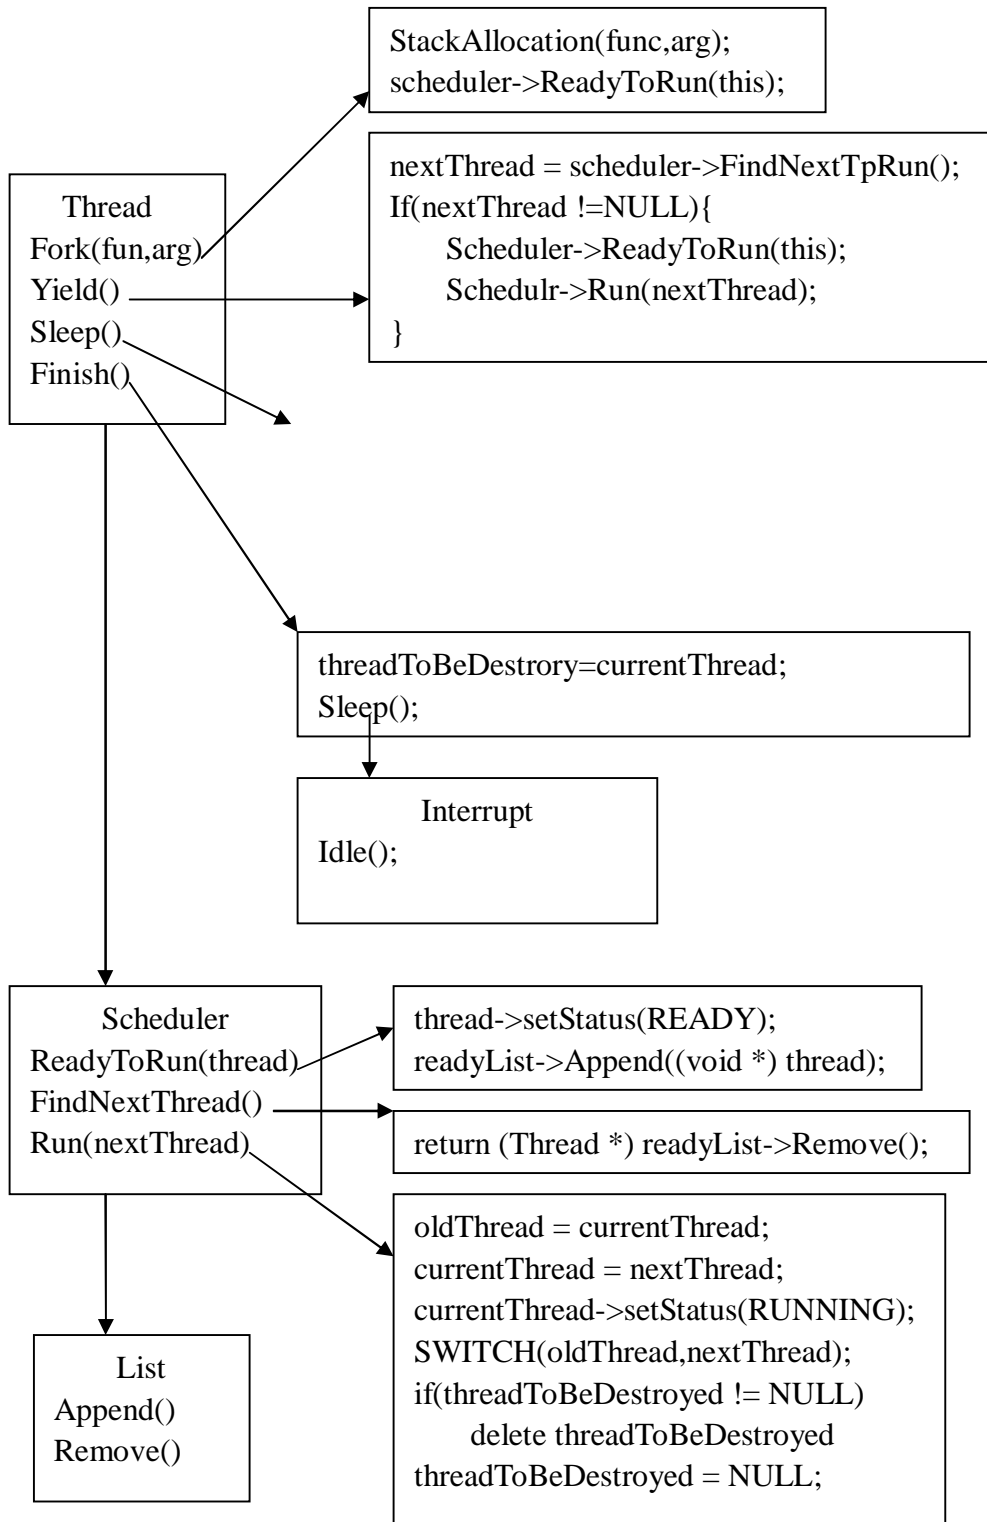 StackAllocation(func,arg);
scheduler->ReadyToRun(this);
nextThread = scheduler->FindNextTpRun();
If(nextThread !=NULL){
Scheduler->ReadyToRun(this);
Schedulr->Run(nextThread);
}
Thread
Fork(fun,arg)
Yield()
Sleep()
Finish()
threadToBeDestrory=currentThread;
Sleep();
Interrupt
Idle();
Scheduler
ReadyToRun(thread)
FindNextThread()
Run(nextThread)
thread->setStatus(READY);
readyList->Append((void *) thread);
return (Thread *) readyList->Remove();
oldThread = currentThread;
currentThread = nextThread;
currentThread->setStatus(RUNNING);
SWITCH(oldThread,nextThread);
if(threadToBeDestroyed != NULL)
delete threadToBeDestroyed
threadToBeDestroyed = NULL;
List
Append()
Remove()